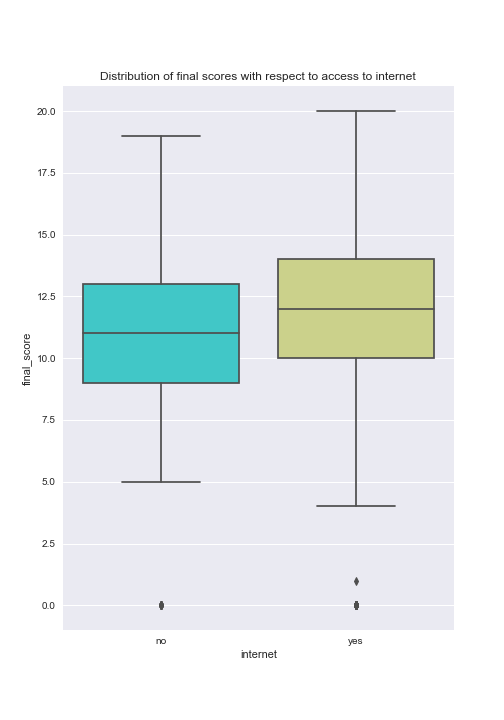 Distribution of final scores with respect to access to internet
20.0
17.5
15.0
12.5
10.0
7.5
5.0
2.5
0.0
final_score
no yes
internet